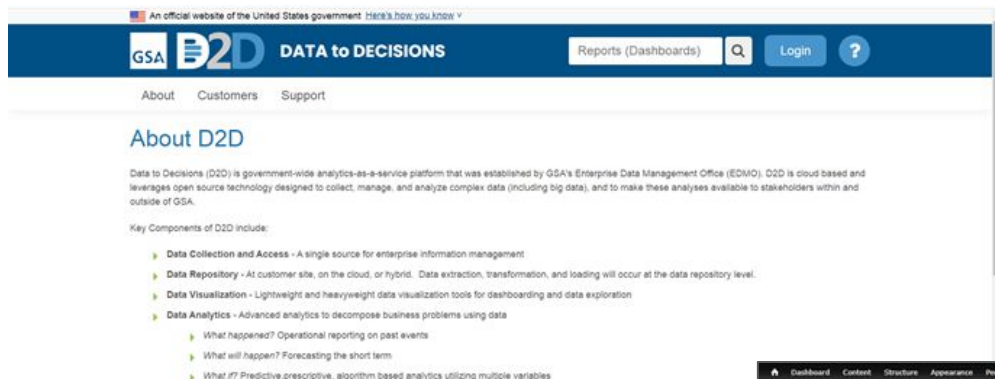 An official website of the United States government Here's how you know
GSA D2D DATA to DECISIONS Reports (Dashboards) Login ?
About Customers Support
About D2D
Data to Decisions (D2D) is government-wide analytics-as-a-service platform that was established by GSA's Enterprise Data Management Office (EDMO). D2D is cloud based and
leverages open source technology designed to collect, manage, and analyze complex data (including big data), and to make these analyses available to stakeholders within and
outside of GSA.
Key Components of D2D include:
Data Collection and Access - A single source for enterprise information management
Data Repository - At customer site, on the cloud, or hybrid. Data extraction, transformation, and loading will occur at the data repository level.
Data Visualization - Lightweight and heavyweight data visualization tools for dashboarding and data exploration
Data Analytics - Advanced analytics to decompose business problems using data
What happened? Operational reporting on past events
What will happen? Forecasting the short term
What if? Predictive,prescriptive, algorithm based analytics utilizing multiple variables
Dashboard Content Structure Appearance